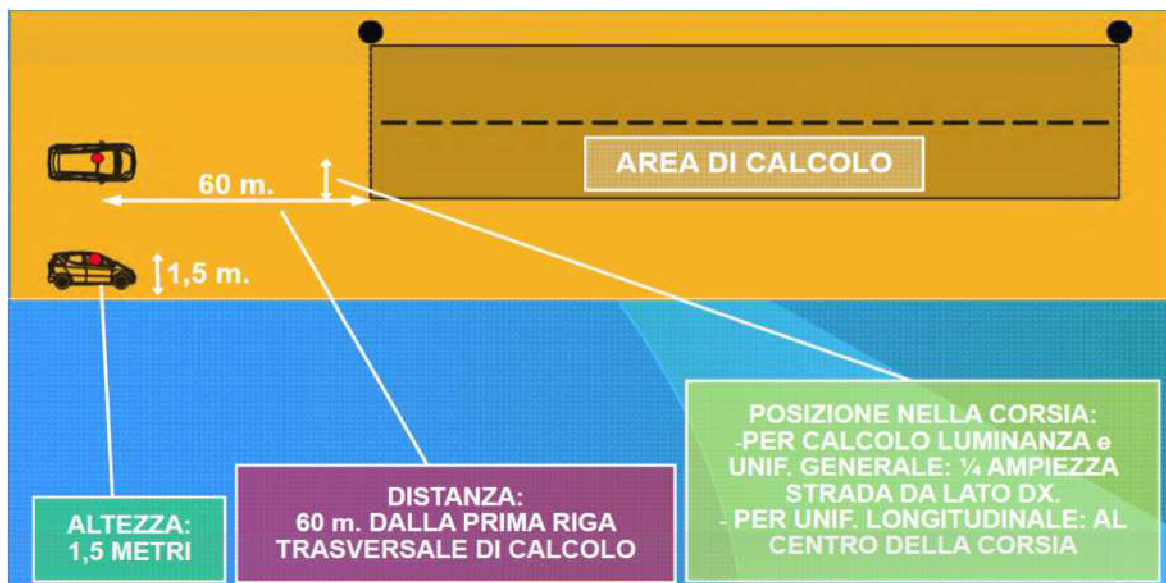 AREA DI CALCOLO
60 m.
1,5 m.
ALTEZZA:
1,5 METRI
DISTANZA:
60 m. DALLA PRIMA RIGA
TRASVERSALE DI CALCOLO
POSIZIONE NELLA CORSIA:
-PER CALCOLO LUMINANZA e
UNIF. GENERALE: ¼ AMPIEZZA
STRADA DA LATO DX.
- PER UNIF. LONGITUDINALE: AL
CENTRO DELLA CORSIA